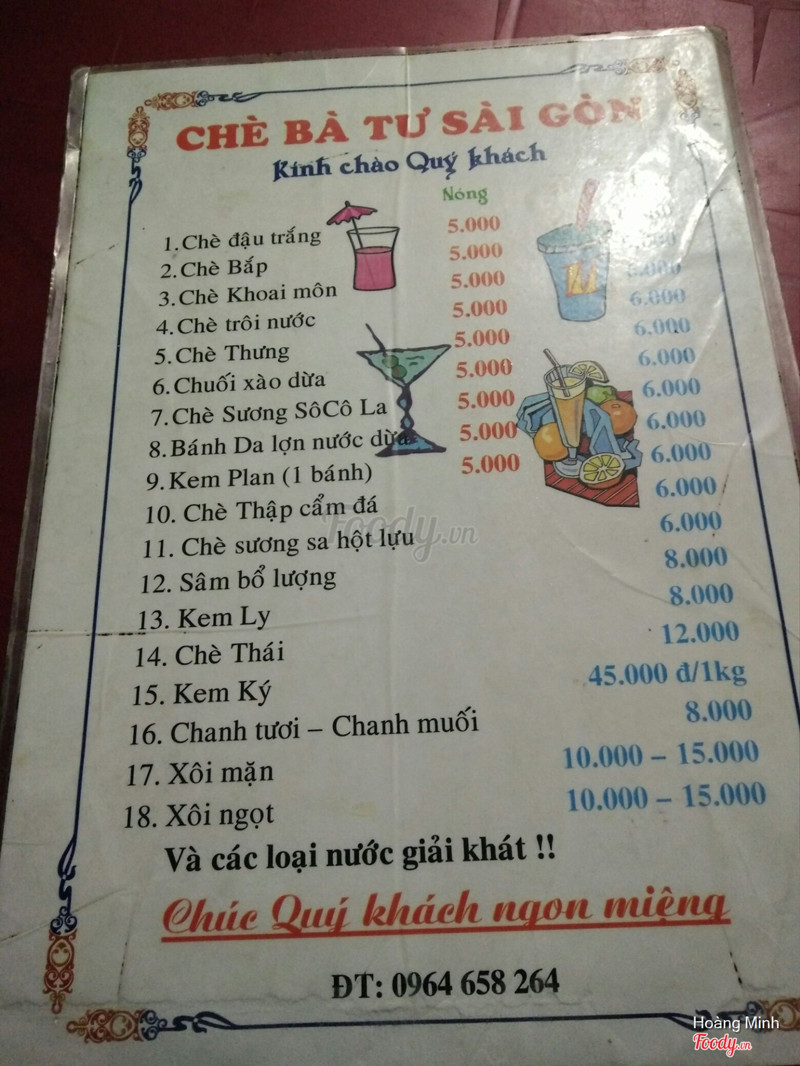 CHÈ BÀ TƯ SÀI GÒN
Kính chào Quý khách
Nóng
1. Chè đậu trắng 5.000
2. Chè Bắp 5.000
3. Chè Khoai môn 5.000 6.000
4. Chè trôi nước 5.000 6.000
5. Chè Thưng 5.000 6.000
6. Chuối xào dừa 5.000 6.000
7. Chè Sương SôCô La 5.000 6.000
8. Bánh Da lợn nước dừa 5.000 6.000
9. Kem Plan (1 bánh) 5.000 6.000
10. Chè Thập cẩm đá 6.000
11. Chè sương sa hột lựu 6.000
12. Sâm bổ lượng 8.000
13. Kem Ly 8.000
14. Chè Thái 12.000
15. Kem Ký 45.000 đ/1kg
16. Chanh tươi – Chanh muối 8.000
17. Xôi mặn 10.000 – 15.000
18. Xôi ngọt 10.000 – 15.000
Và các loại nước giải khát !!
Chúc Quý khách ngon miệng
ĐT: 0964 658 264
Foody.vn
Hoàng Minh
Foody.vn